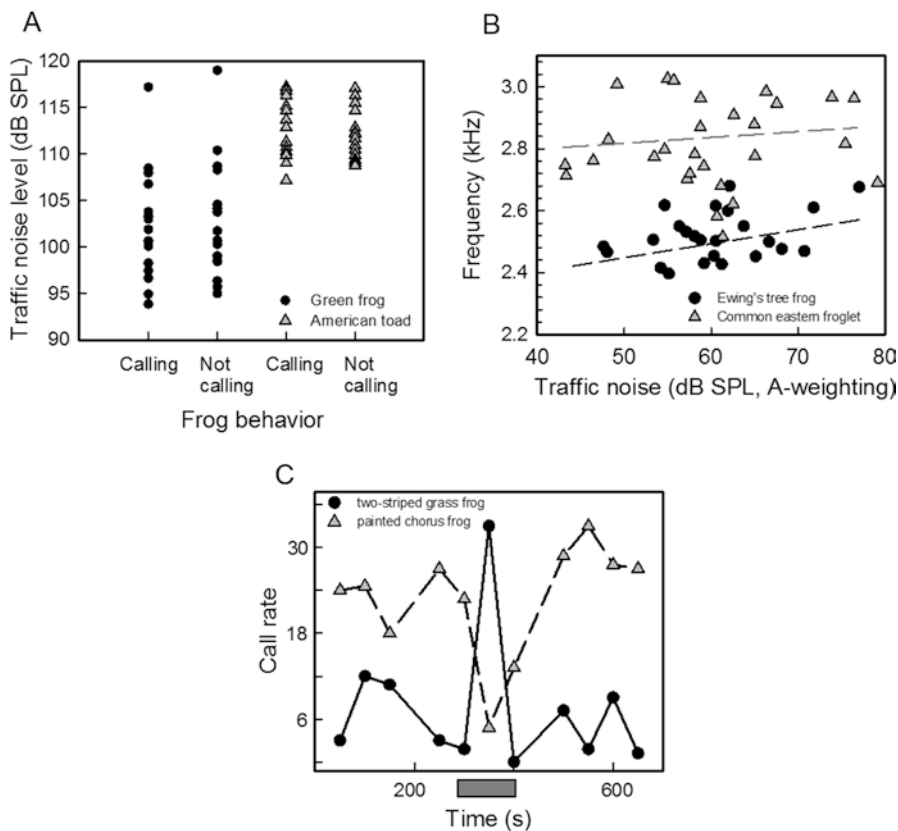 A
Traffic noise level (dB SPL)
120
115
110
105
100
95
90
Green frog
American toad
Calling
Not
calling
Calling
Not
calling
Frog behavior
B
Frequency (kHz)
3.0
2.8
2.6
2.4
2.2
Ewing's tree frog
Common eastern froglet
40
50
60
70
80
Traffic noise (dB SPL, A-weighting)
C
two-striped grass frog
painted chorus frog
Call rate
30
18
6
200
600
Time (s)